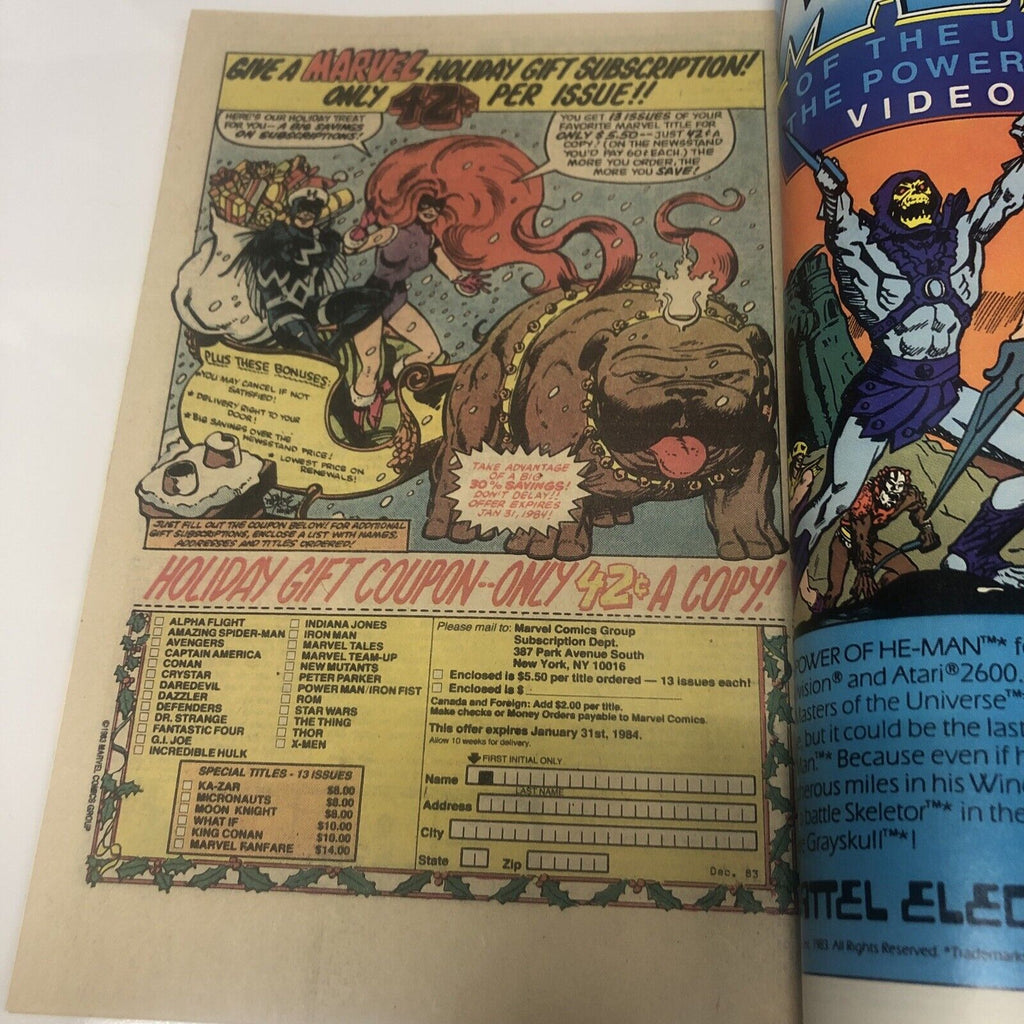 GIVE A MARVEL HOLIDAY GIFT SUBSCRIPTION!
ONLY 42¢ PER ISSUE!!
HERE'S OUR HOLIDAY TREAT
FOR YOU-- A BIG SAVINGS
ON SUBSCRIPTIONS!
YOU GET 13 ISSUES OF YOUR
FAVORITE MARVEL TITLE FOR
ONLY $5.50--JUST 42¢ A
COPY! (ON THE NEWSSTAND
YOU'D PAY 60¢ EACH.) THE
MORE YOU ORDER, THE
MORE YOU SAVE!
PLUS THESE BONUSES:
*YOU MAY CANCEL IF NOT
SATISFIED!
* DELIVERY RIGHT TO YOUR
DOOR!
*BIG SAVINGS OVER THE
NEWSSTAND PRICE!
* LOWEST PRICE ON
RENEWALS!
TAKE ADVANTAGE
OF A BIG
30% SAVINGS!
DON'T DELAY!!
OFFER EXPIRES
JAN 31, 1984!
JUST FILL OUT THE COUPON BELOW! FOR ADDITIONAL
GIFT SUBSCRIPTIONS, ENCLOSE A LIST WITH NAMES,
ADDRESSES AND TITLES ORDERED!
HOLIDAY GIFT COUPON--ONLY 42¢ A COPY!
ALPHA FLIGHT
AMAZING SPIDER-MAN
AVENGERS
CAPTAIN AMERICA
CONAN
CRYSTAR
DAREDEVIL
DAZZLER
DEFENDERS
DR. STRANGE
FANTASTIC FOUR
G.I. JOE
INCREDIBLE HULK
INDIANA JONES
IRON MAN
MARVEL TALES
MARVEL TEAM-UP
NEW MUTANTS
PETER PARKER
POWER MAN/IRON FIST
ROM
STAR WARS
THE THING
THOR
X-MEN
SPECIAL TITLES - 13 ISSUES
KA-ZAR $8.00
MICRONAUTS $8.00
MOON KNIGHT $8.00
WHAT IF $10.00
KING CONAN $10.00
MARVEL FANFARE $14.00
Please mail to: Marvel Comics Group
Subscription Dept.
387 Park Avenue South
New York, NY 10016
Enclosed is $5.50 per title ordered — 13 issues each!
Enclosed is $
Canada and Foreign: Add $2.00 per title.
Make checks or Money Orders payable to Marvel Comics.
This offer expires January 31st, 1984.
Allow 10 weeks for delivery.
FIRST INITIAL ONLY
Name
LAST NAME
Address
City
State Zip
Dec. 83
©1983 MARVEL COMICS GROUP
OF THE U
THE POWER
VIDEO
POWER OF HE-MAN™* f
vision® and Atari® 2600.
asters of the Universe™
but it could be the last
Man.™* Because even if h
erous miles in his Win
battle Skeletor™* in the
Grayskull™*!
ATTEL ELEC
1983 All Rights Reserved. *Trademark